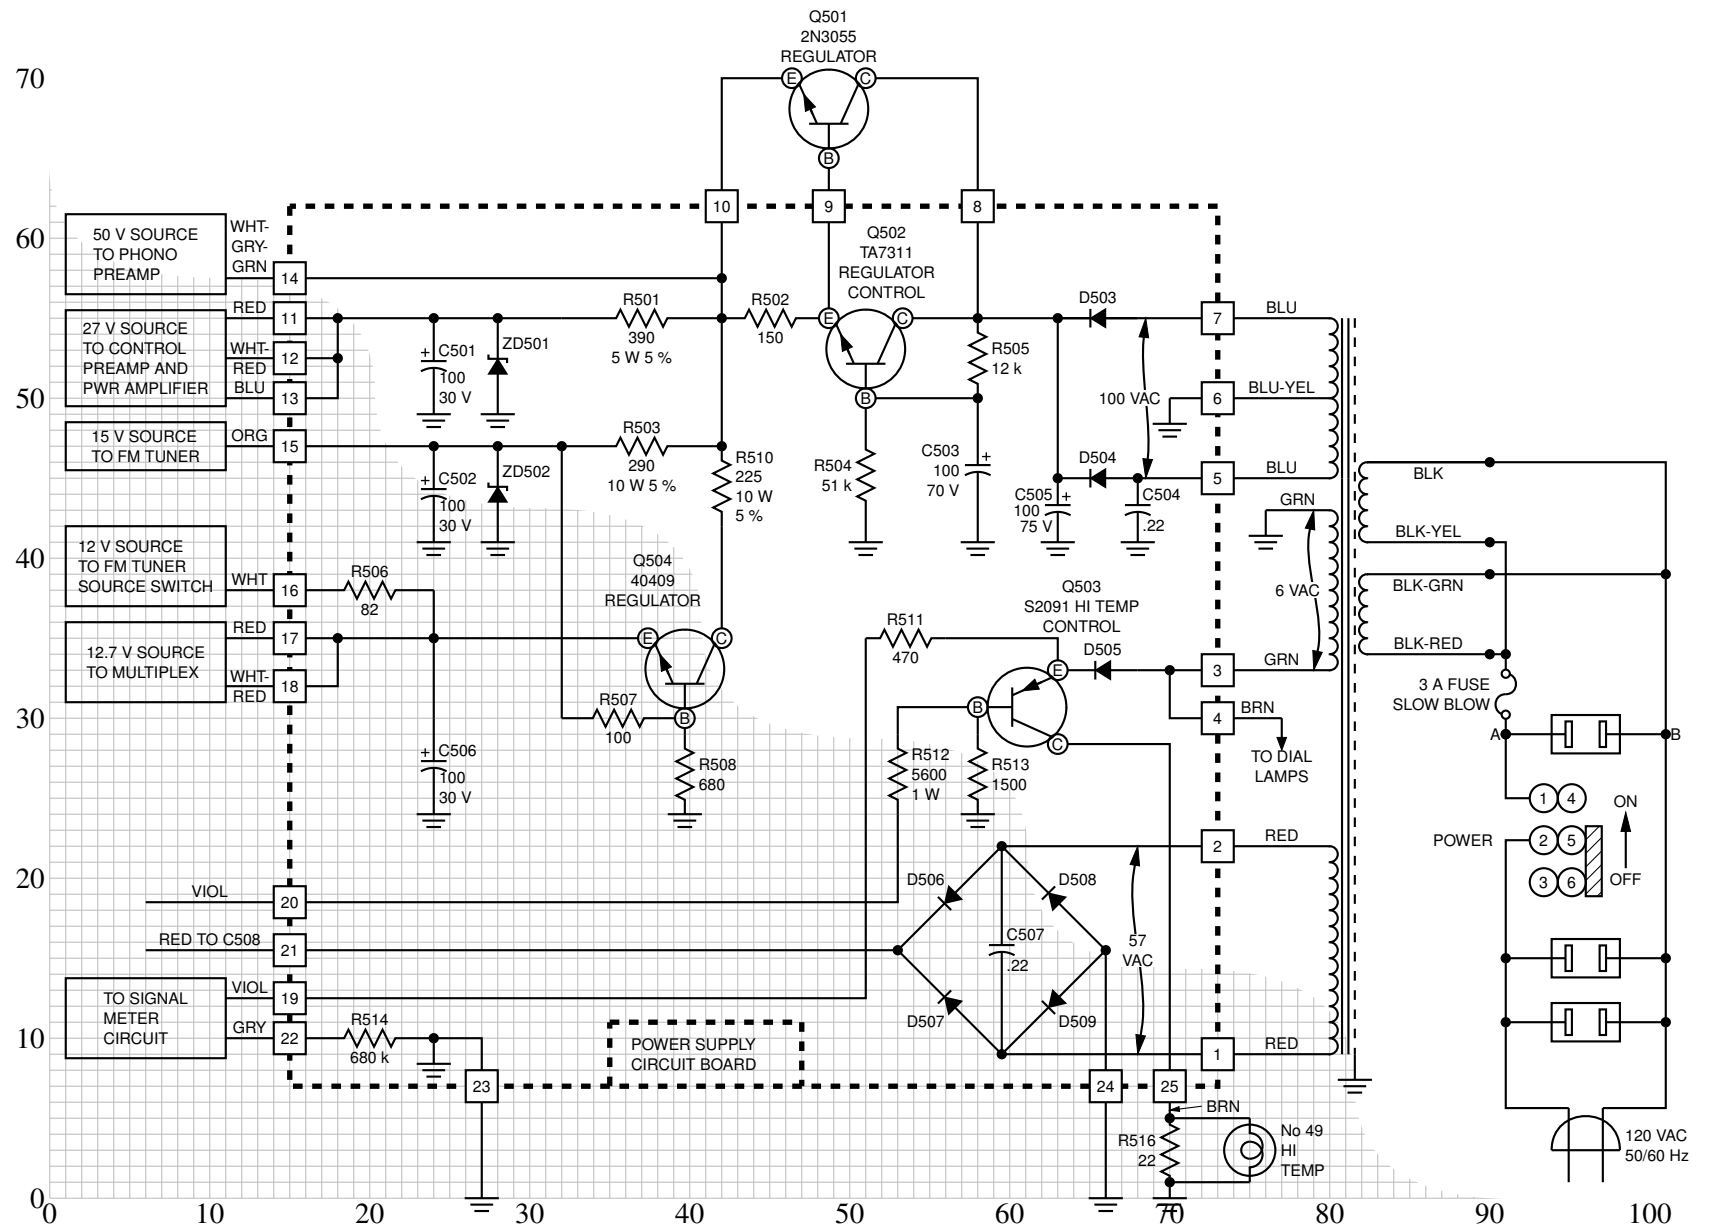 Q501
2N3055
REGULATOR
70
E
C
B
10
9
8
60
50 V SOURCE
TO PHONO
PREAMP
WHT-
GRY-
GRN
14
Q502
TA7311
REGULATOR
CONTROL
RED
11
27 V SOURCE
TO CONTROL
PREAMP AND
PWR AMPLIFIER
WHT-
RED
12
BLU
13
+
C501
100
30 V
ZD501
R501
390
5 W 5 %
R502
150
E
C
B
R505
12 k
D503
7
BLU
100 VAC
6
BLU-YEL
50
15 V SOURCE
TO FM TUNER
ORG
15
+
C502
100
30 V
ZD502
R503
290
10 W 5 %
R510
225
10 W
5 %
R504
51 k
C503
100
70 V
+
D504
C505
100
75 V
+
C504
.22
5
BLU
GRN
BLK
BLK-YEL
40
12 V SOURCE
TO FM TUNER
SOURCE SWITCH
WHT
16
R506
82
Q504
40409
REGULATOR
E
C
B
Q503
S2091 HI TEMP
CONTROL
6 VAC
BLK-GRN
BLK-RED
12.7 V SOURCE
TO MULTIPLEX
RED
17
WHT-
RED
18
R511
470
D505
E
B
C
3
GRN
4
BRN
TO DIAL
LAMPS
3 A FUSE
SLOW BLOW
A
B
30
R507
100
+
C506
100
30 V
R508
680
R512
5600
1 W
R513
1500
1
4
2
5
3
6
POWER
ON
OFF
2
RED
20
VIOL
20
D506
D508
RED TO C508
21
C507
.22
57
VAC
TO SIGNAL
METER
CIRCUIT
VIOL
19
GRY
22
R514
680 k
D507
D509
10
POWER SUPPLY
CIRCUIT BOARD
1
RED
23
24
25
BRN
R516
22
No 49
HI
TEMP
120 VAC
50/60 Hz
0
0
10
20
30
40
50
60
70
80
90
100